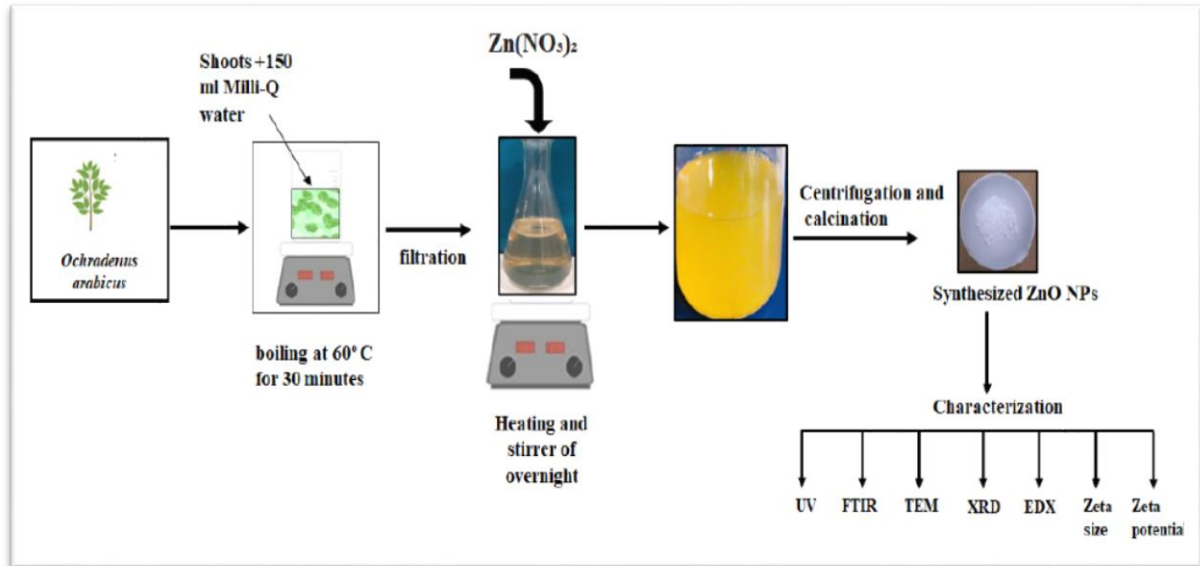 Zn(NO₃)₂
Shoots +150
ml Milli-Q
water
Ochradenus
arabicus
filtration
Centrifugation and
calcination
Synthesized ZnO NPs
boiling at 60° C
for 30 minutes
Heating and
stirrer of
overnight
Characterization
UV FTIR TEM XRD EDX Zeta Zeta
size potential